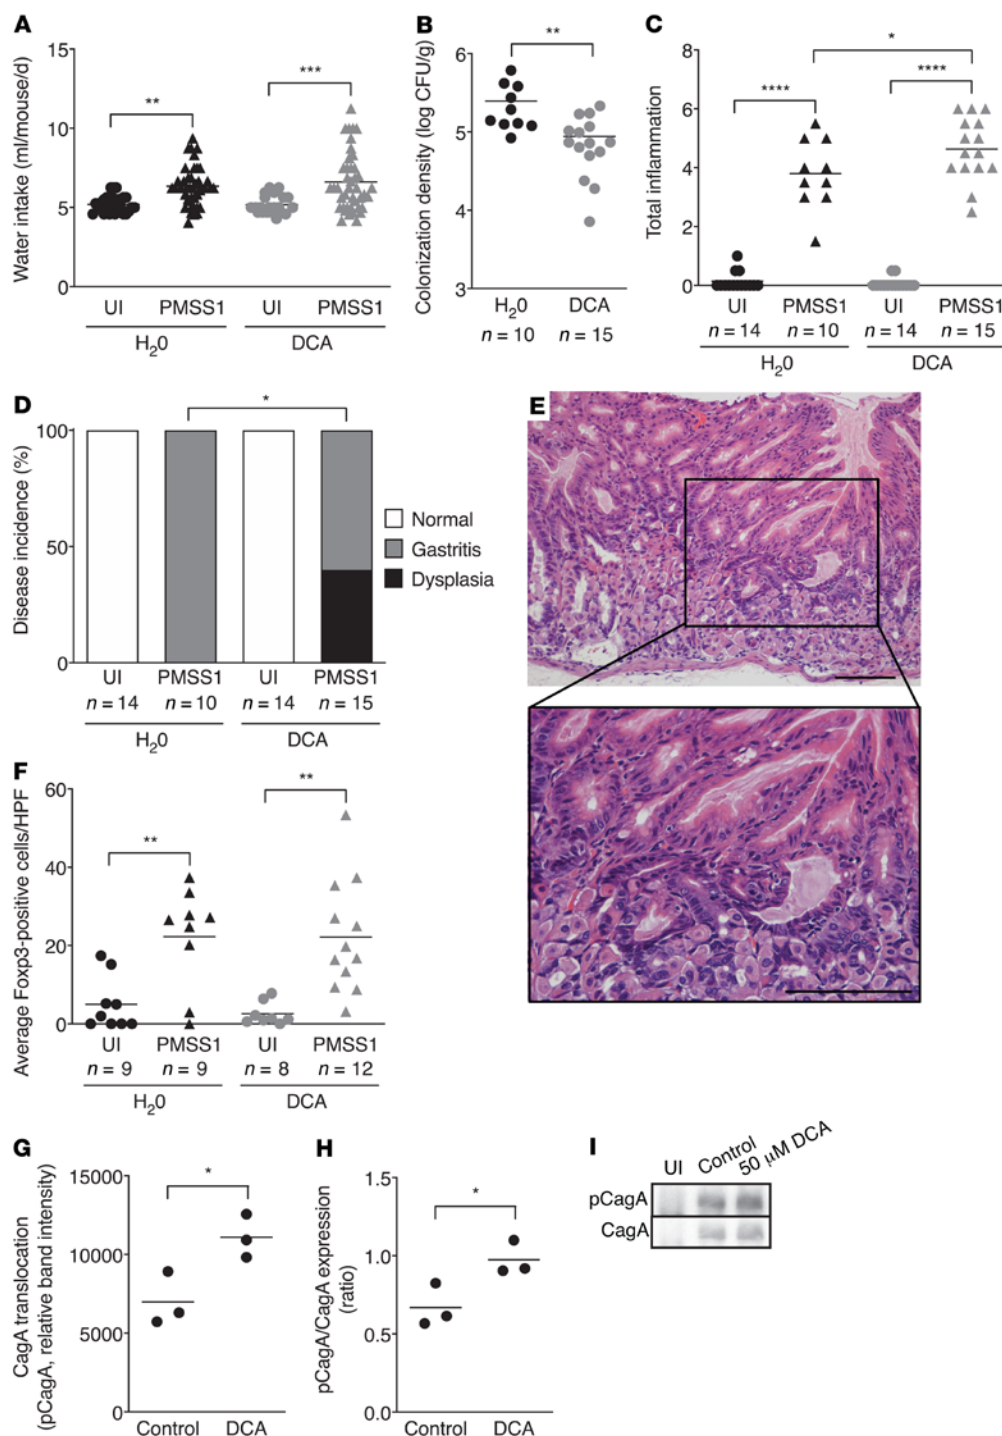 A
15
10
5
0
Water intake (ml/mouse/d)
**
***
UI PMSS1 UI PMSS1
H20 DCA
B
6
5
4
3
Colonization density (log CFU/g)
**
H20 DCA
n = 10 n = 15
C
8
6
4
2
0
Total inflammation
*
****
****
UI PMSS1 UI PMSS1
n = 14 n = 10 n = 14 n = 15
H20 DCA
D
100
50
0
Disease incidence (%)
*
UI PMSS1 UI PMSS1
n = 14 n = 10 n = 14 n = 15
H20 DCA
Normal
Gastritis
Dysplasia
E
F
60
40
20
0
Average Foxp3-positive cells/HPF
**
**
UI PMSS1 UI PMSS1
n = 9 n = 9 n = 8 n = 12
H20 DCA
G
15000
10000
5000
0
CagA translocation
(pCagA, relative band intensity)
*
Control DCA
H
1.5
1.0
0.5
0.0
pCagA/CagA expression
(ratio)
*
Control DCA
I
UI Control 50 μM DCA
pCagA
CagA